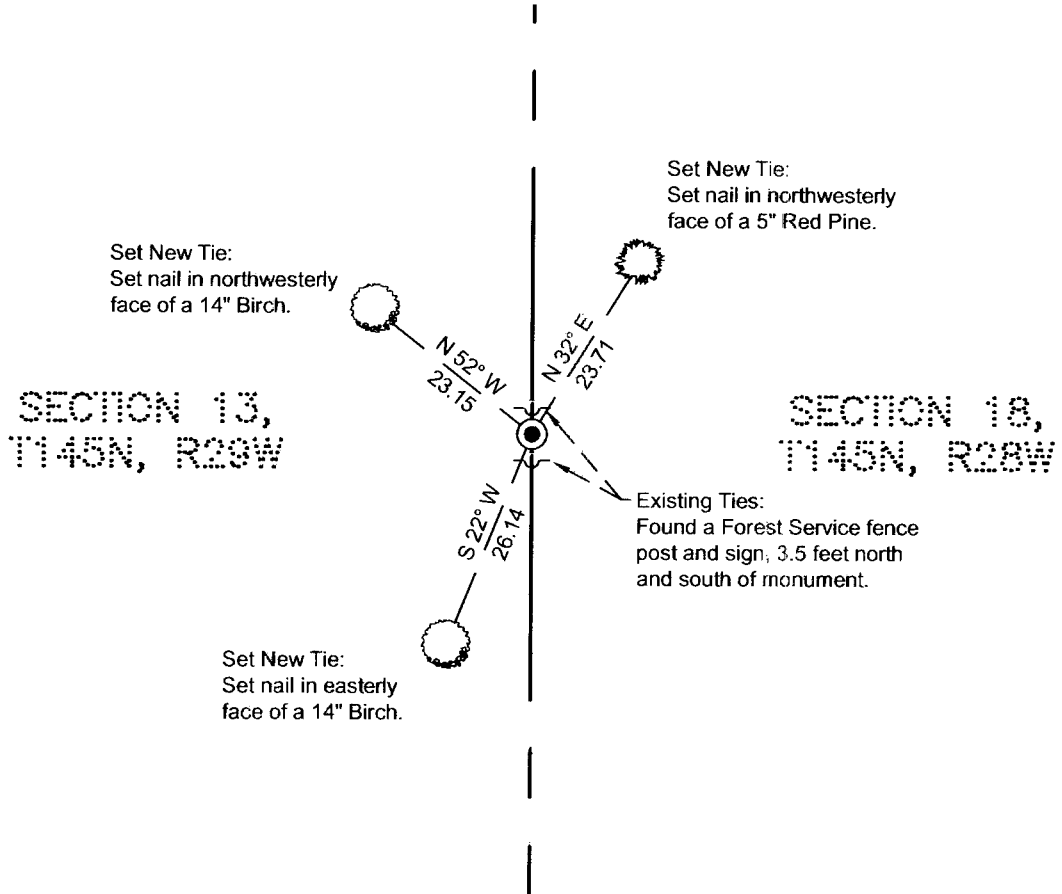 Set New Tie:
Set nail in northwesterly
face of a 5" Red Pine.
Set New Tie:
Set nail in northwesterly
face of a 14" Birch.
N 52° W
23.15
N 32° E
23.71
SECTION 13,
T145N, R29W
SECTION 18,
T145N, R28W
S 22° W
26.14
Existing Ties:
Found a Forest Service fence
post and sign, 3.5 feet north
and south of monument.
Set New Tie:
Set nail in easterly
face of a 14" Birch.